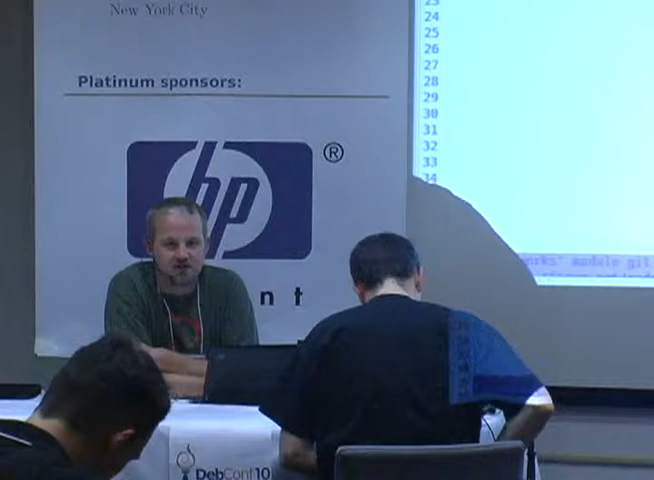 New York City
Platinum sponsors:
hp
®
n t
24
25
26
27
28
29
30
31
32
33
34
module git
DebConf10